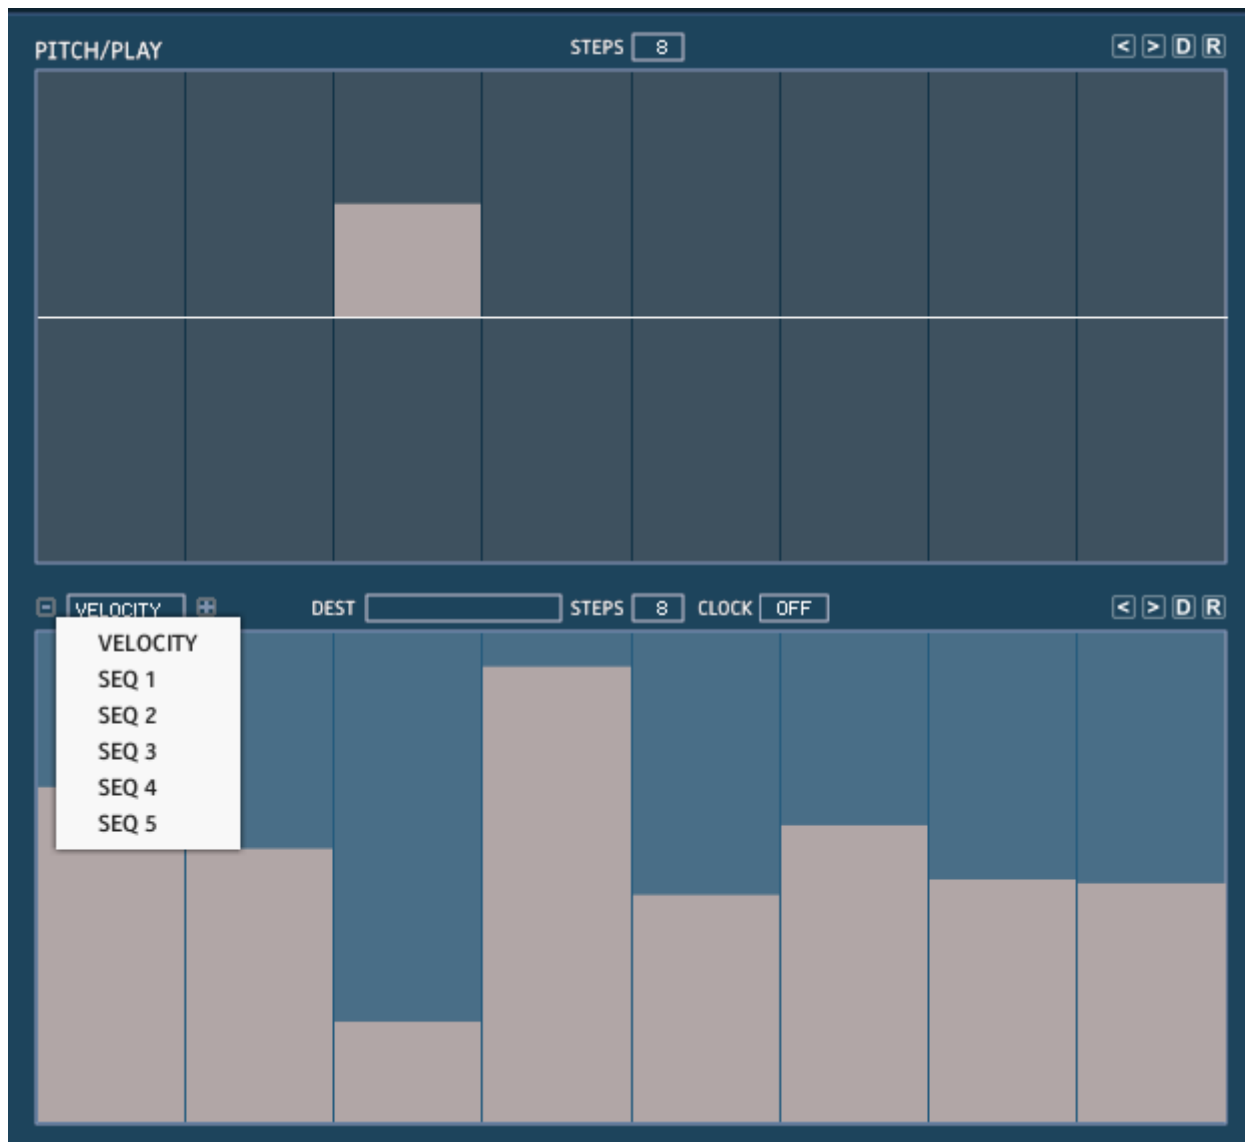 PITCH/PLAY STEPS 8 < > D R
- VELOCITY + DEST STEPS 8 CLOCK OFF < > D R
VELOCITY
SEQ 1
SEQ 2
SEQ 3
SEQ 4
SEQ 5